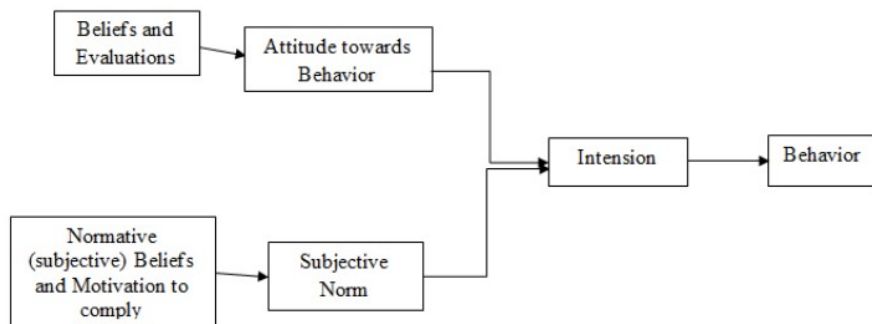 Beliefs and
Evaluations
Attitude towards
Behavior
Intension
Behavior
Normative
(subjective) Beliefs
and Motivation to
comply
Subjective
Norm